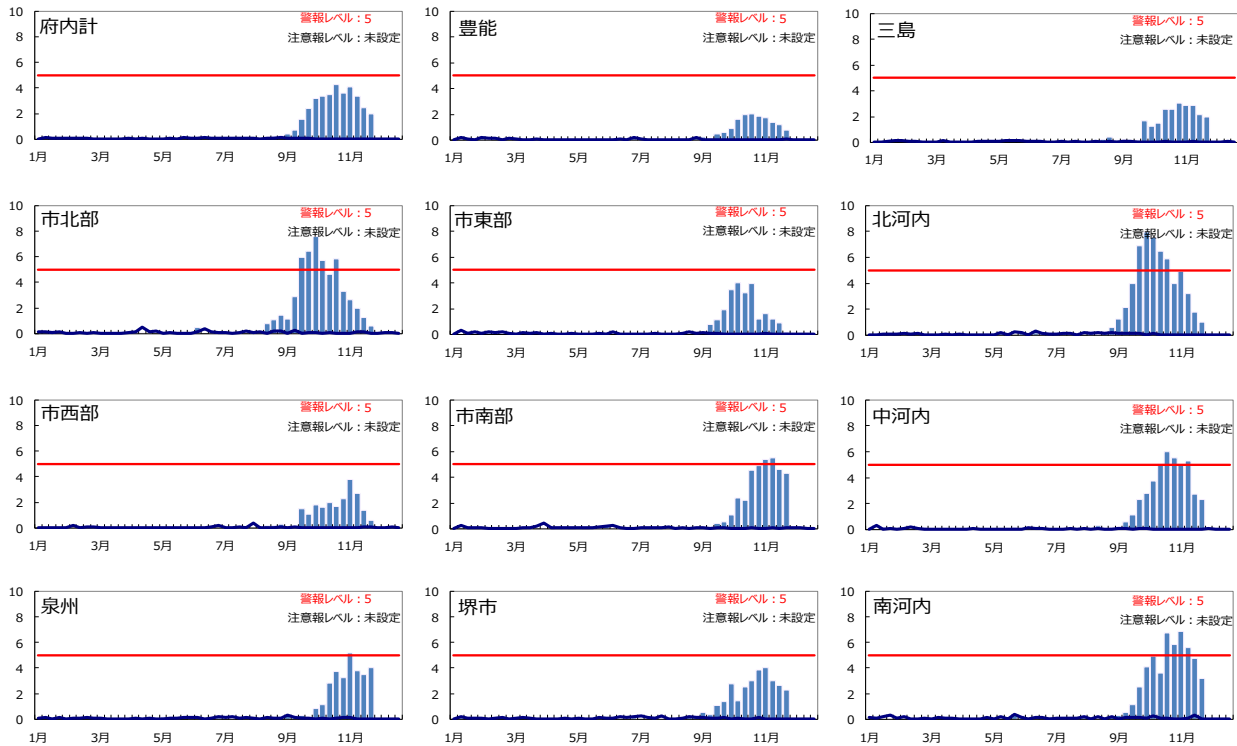 府内計
警報レベル：5
注意報レベル：未設定
10
8
6
4
2
0
1月 3月 5月 7月 9月 11月
豊能
警報レベル：5
注意報レベル：未設定
10
8
6
4
2
0
1月 3月 5月 7月 9月 11月
三島
警報レベル：5
注意報レベル：未設定
10
8
6
4
2
0
1月 3月 5月 7月 9月 11月
市北部
警報レベル：5
注意報レベル：未設定
10
8
6
4
2
0
1月 3月 5月 7月 9月 11月
市東部
警報レベル：5
注意報レベル：未設定
10
8
6
4
2
0
1月 3月 5月 7月 9月 11月
北河内
警報レベル：5
注意報レベル：未設定
10
8
6
4
2
0
1月 3月 5月 7月 9月 11月
市西部
警報レベル：5
注意報レベル：未設定
10
8
6
4
2
0
1月 3月 5月 7月 9月 11月
市南部
警報レベル：5
注意報レベル：未設定
10
8
6
4
2
0
1月 3月 5月 7月 9月 11月
中河内
警報レベル：5
注意報レベル：未設定
10
8
6
4
2
0
1月 3月 5月 7月 9月 11月
泉州
警報レベル：5
注意報レベル：未設定
10
8
6
4
2
0
1月 3月 5月 7月 9月 11月
堺市
警報レベル：5
注意報レベル：未設定
10
8
6
4
2
0
1月 3月 5月 7月 9月 11月
南河内
警報レベル：5
注意報レベル：未設定
10
8
6
4
2
0
1月 3月 5月 7月 9月 11月